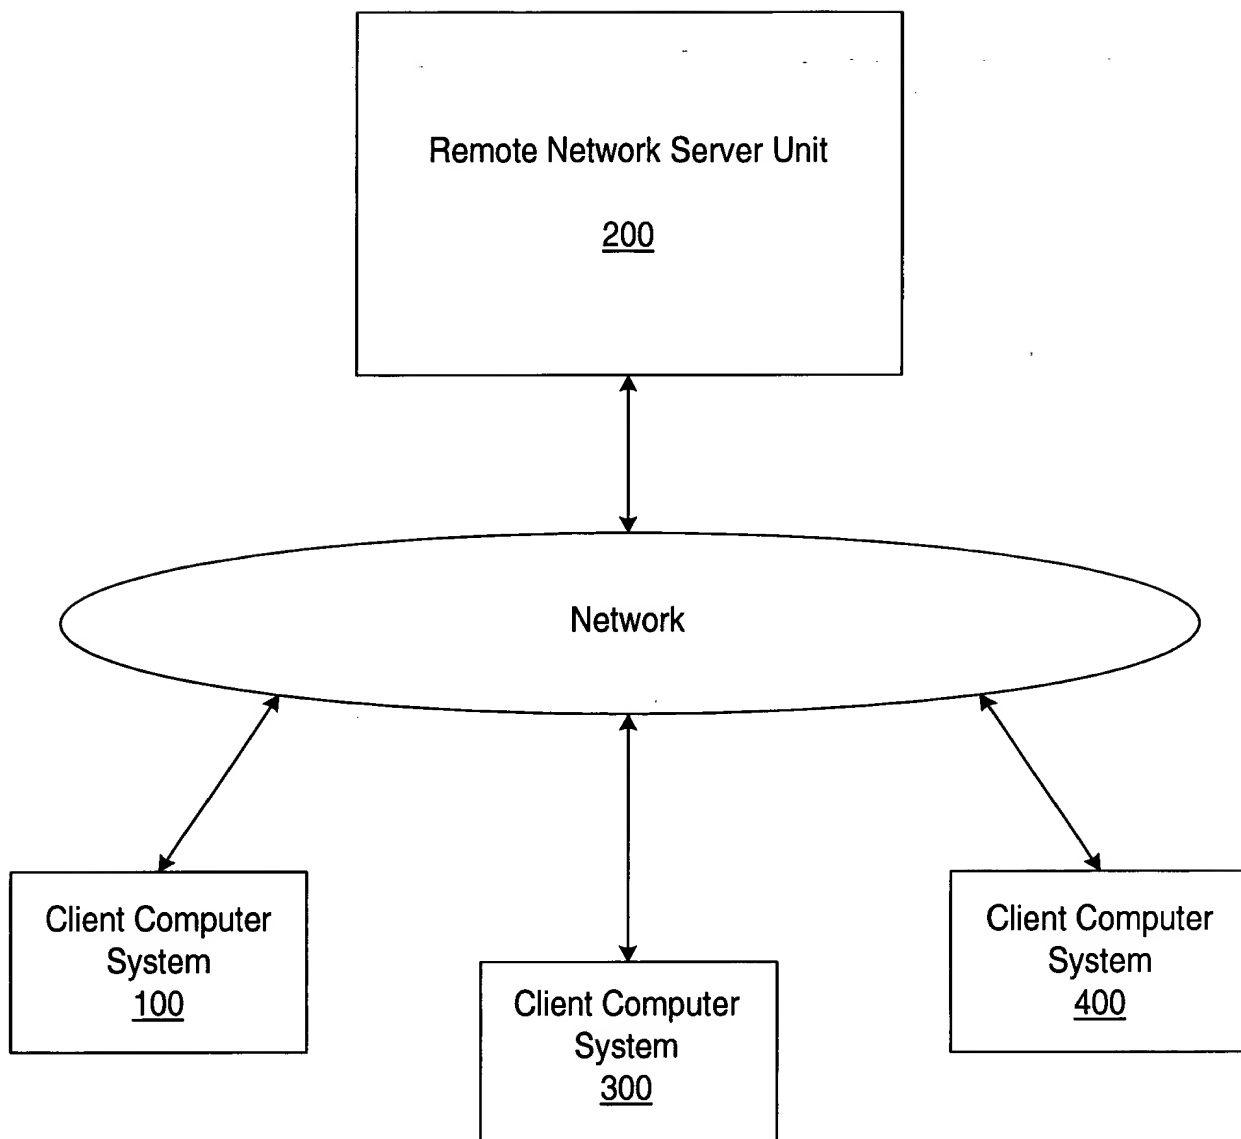 Remote Network Server Unit
200
Network
Client Computer
System
100
Client Computer
System
300
Client Computer
System
400